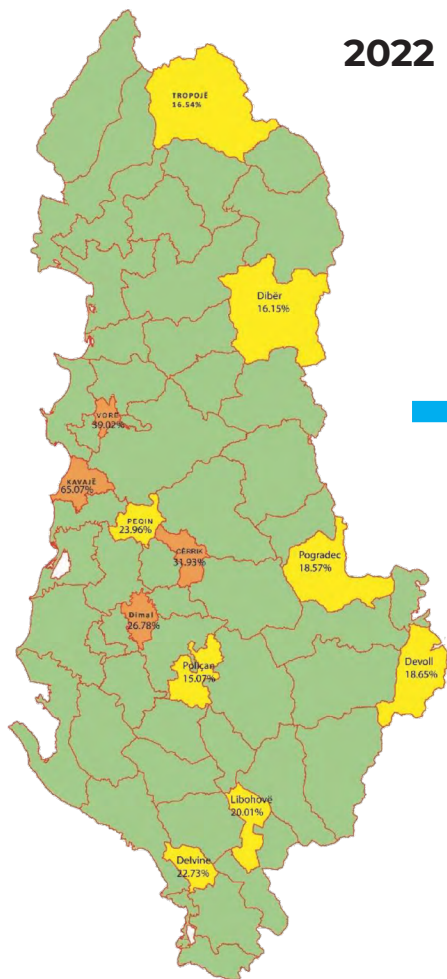 2022
TROPOJË
16.54%
Dibër
16.15%
VORË
39.02%
KAVAJË
65.07%
PEQIN
23.96%
CËRRIK
31.93%
Pogradec
18.57%
Dimal
26.78%
Devoll
18.65%
Poliçan
15.07%
Libohovë
20.01%
Delvine
22.73%